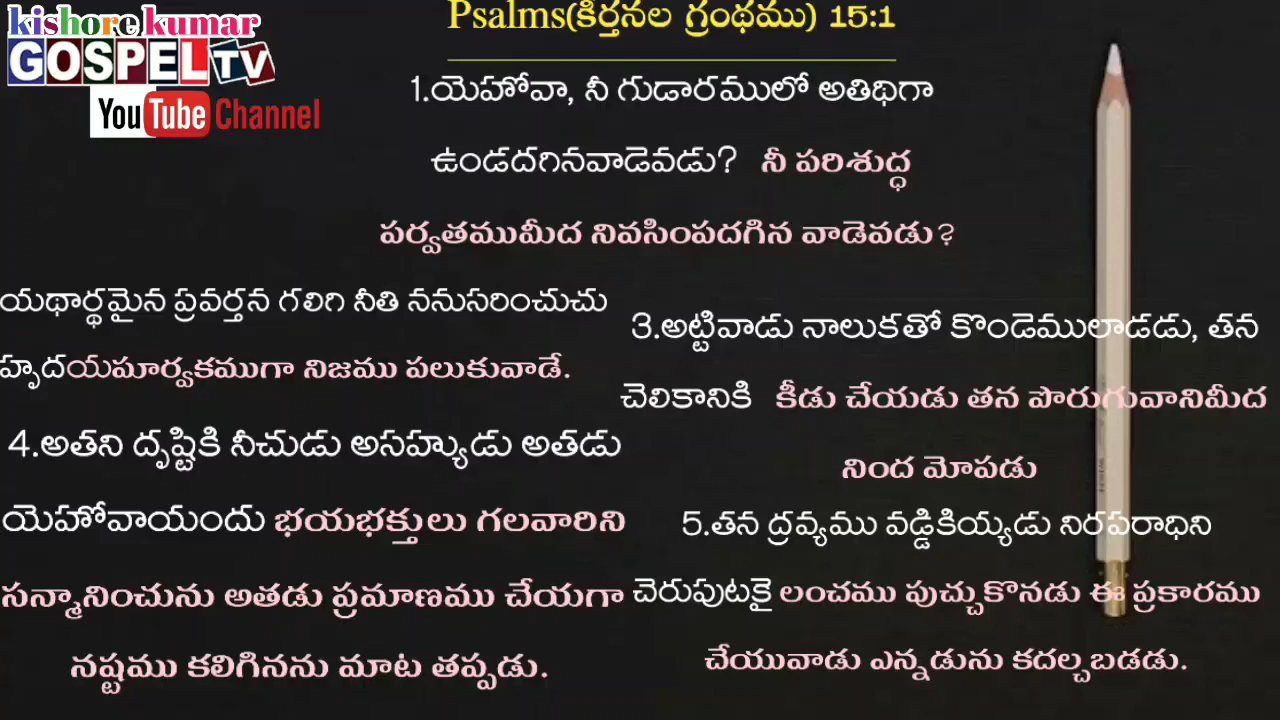 kishore kumar
GOSPEL TV
YouTube Channel
Psalms(కీర్తనల గ్రంథము) 15:1
1.యెహోవా, నీ గుడారములో అతిథిగా
ఉండదగినవాడెవడు? నీ పరిశుద్ధ
పర్వతముమీద నివసింపదగిన వాడెవడు?
యథార్థమైన ప్రవర్తన గలిగి నీతి ననుసరించుచు
హృదయపూర్వకముగా నిజము పలుకువాడే.
3.అట్టివాడు నాలుకతో కొండెములాడడు, తన
చెలికానికి కీడు చేయడు తన పొరుగువానిమీద
నింద మోపడు
4.అతని దృష్టికి నీచుడు అసహ్యుడు అతడు
యెహోవాయందు భయభక్తులు గలవారిని
సన్మానించును అతడు ప్రమాణము చేయగా
నష్టము కలిగినను మాట తప్పడు.
5.తన ద్రవ్యము వడ్డికియ్యడు నిరపరాధిని
చెరుపుటకై లంచము పుచ్చుకొనడు ఈ ప్రకారము
చేయువాడు ఎన్నడును కదల్చబడడు.